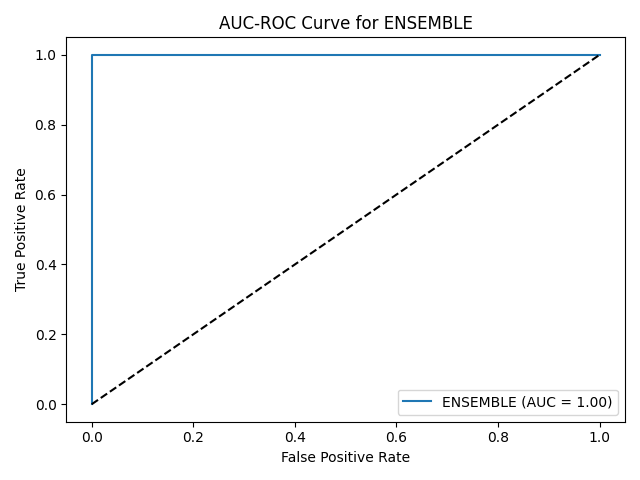 AUC-ROC Curve for ENSEMBLE
True Positive Rate
1.0
0.8
0.6
0.4
0.2
0.0
ENSEMBLE (AUC = 1.00)
0.0 0.2 0.4 0.6 0.8 1.0
False Positive Rate